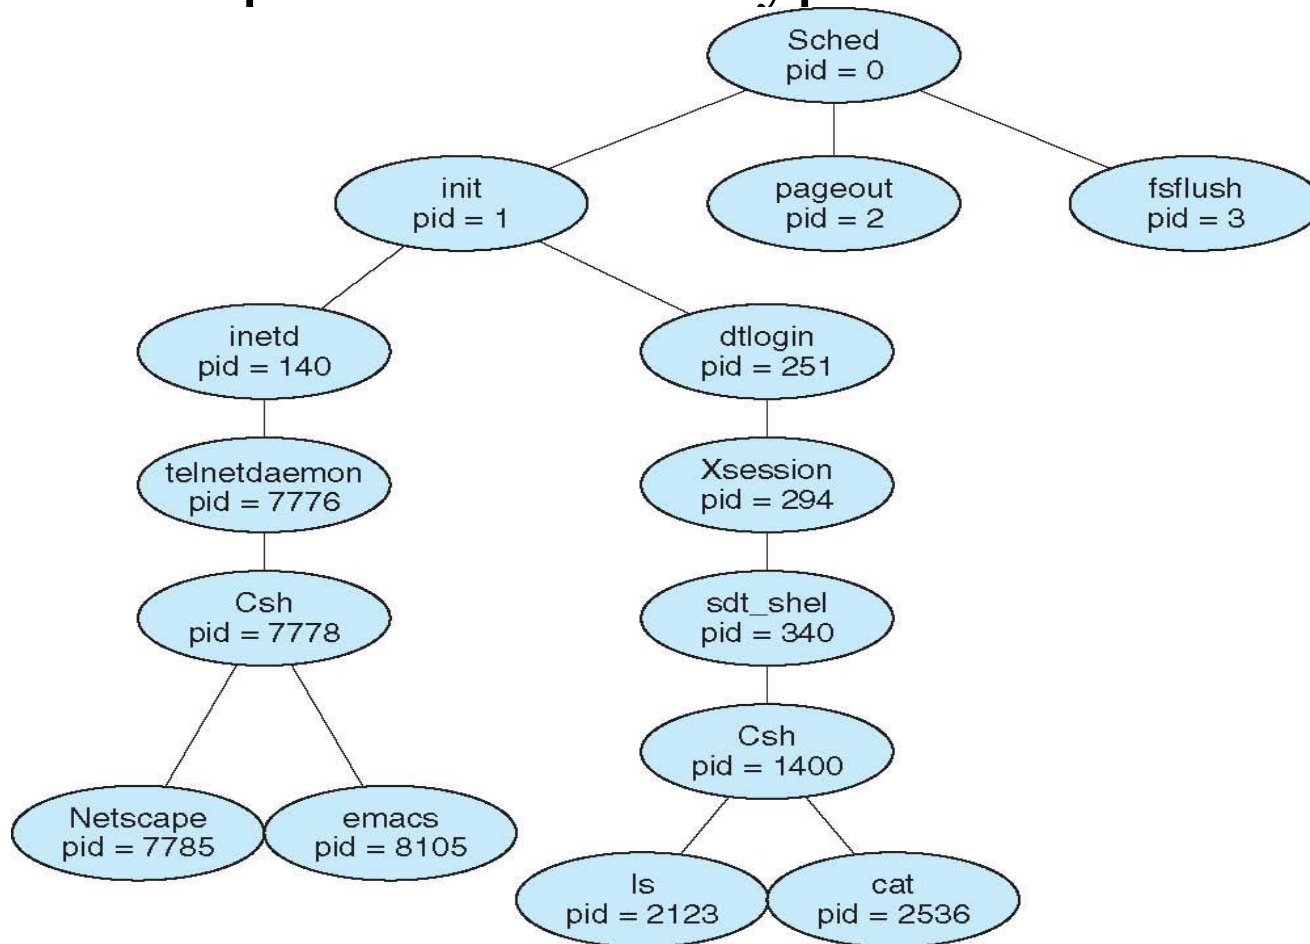 Sched
pid = 0
init
pid = 1
pageout
pid = 2
fsflush
pid = 3
inetd
pid = 140
dtlogin
pid = 251
telnetdaemon
pid = 7776
Xsession
pid = 294
Csh
pid = 7778
sdt_shel
pid = 340
Csh
pid = 1400
Netscape
pid = 7785
emacs
pid = 8105
ls
pid = 2123
cat
pid = 2536